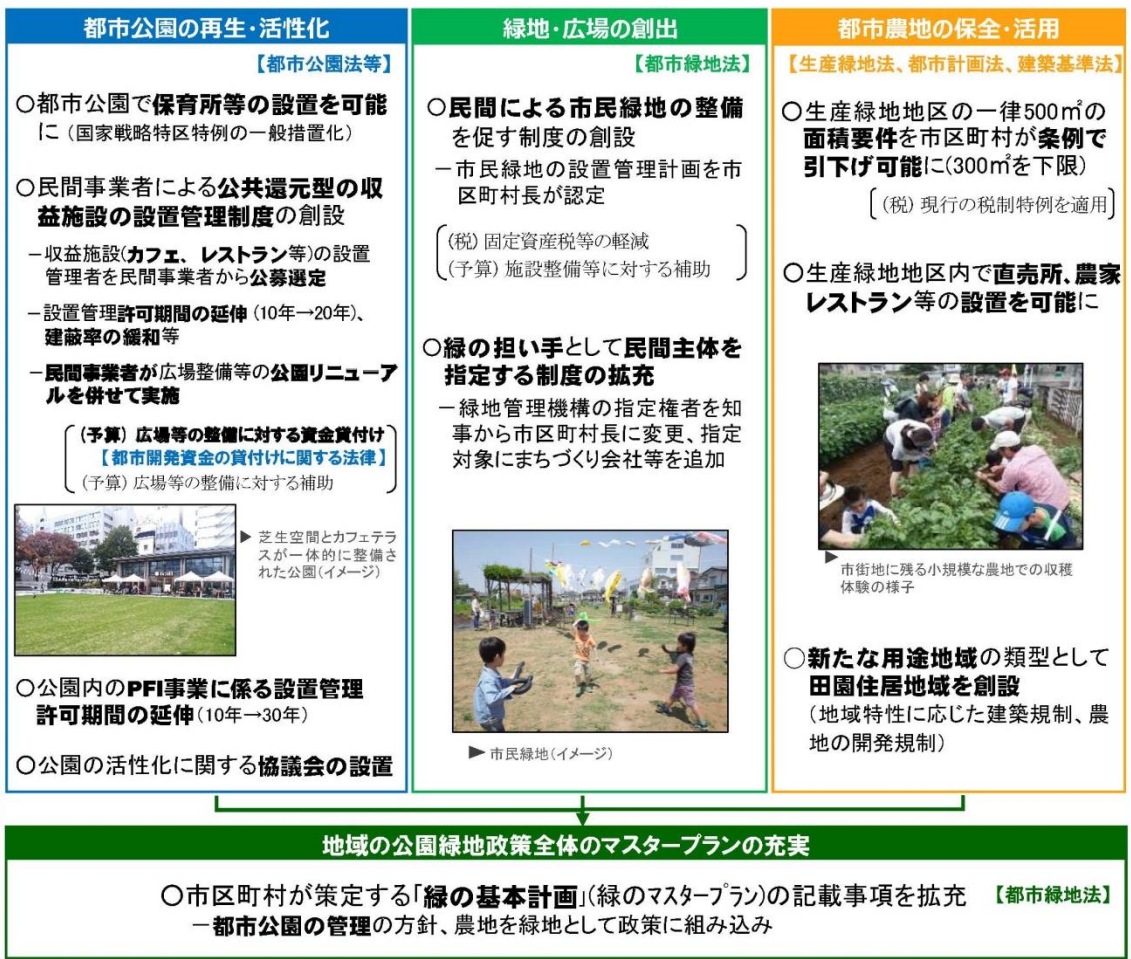 都市公園の再生・活性化
【都市公園法等】
○都市公園で保育所等の設置を可能
に（国家戦略特区特例の一般措置化）
○民間事業者による公共還元型の収
益施設の設置管理制度の創設
－収益施設(カフェ、レストラン等)の設置
管理者を民間事業者から公募選定
－設置管理許可期間の延伸（10年→20年）、
建蔽率の緩和等
－民間事業者が広場整備等の公園リニューア
ルを併せて実施
(予算) 広場等の整備に対する資金貸付け
【都市開発資金の貸付けに関する法律】
(予算) 広場等の整備に対する補助
▶ 芝生空間とカフェテラ
スが一体的に整備さ
れた公園(イメージ)
○公園内のPFI事業に係る設置管理
許可期間の延伸(10年→30年)
○公園の活性化に関する協議会の設置
緑地・広場の創出
【都市緑地法】
○民間による市民緑地の整備
を促す制度の創設
－市民緑地の設置管理計画を市
区町村長が認定
(税) 固定資産税等の軽減
(予算) 施設整備等に対する補助
○緑の担い手として民間主体を
指定する制度の拡充
－緑地管理機構の指定権者を知
事から市区町村長に変更、指定
対象にまちづくり会社等を追加
▶ 市民緑地(イメージ)
都市農地の保全・活用
【生産緑地法、都市計画法、建築基準法】
○生産緑地地区の一律500㎡の
面積要件を市区町村が条例で
引下げ可能に(300㎡を下限)
(税) 現行の税制特例を適用
○生産緑地地区内で直売所、農家
レストラン等の設置を可能に
▶ 市街地に残る小規模な農地での収穫
体験の様子
○新たな用途地域の類型として
田園住居地域を創設
(地域特性に応じた建築規制、農
地の開発規制)
地域の公園緑地政策全体のマスタープランの充実
○市区町村が策定する「緑の基本計画」(緑のマスタープラン)の記載事項を拡充 【都市緑地法】
－都市公園の管理の方針、農地を緑地として政策に組み込み